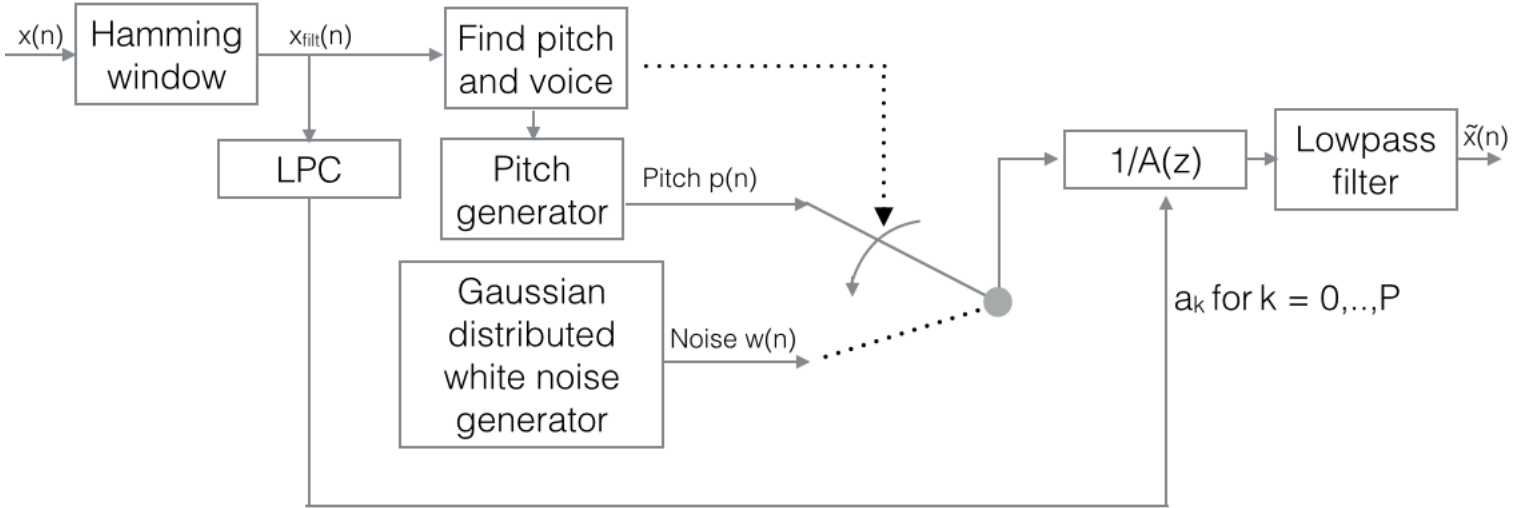 x(n)
Hamming
window
xfilt(n)
Find pitch
and voice
LPC
Pitch
generator
Pitch p(n)
1/A(z)
Lowpass
filter
x̃(n)
Gaussian
distributed
white noise
generator
Noise w(n)
ak for k = 0,..,P